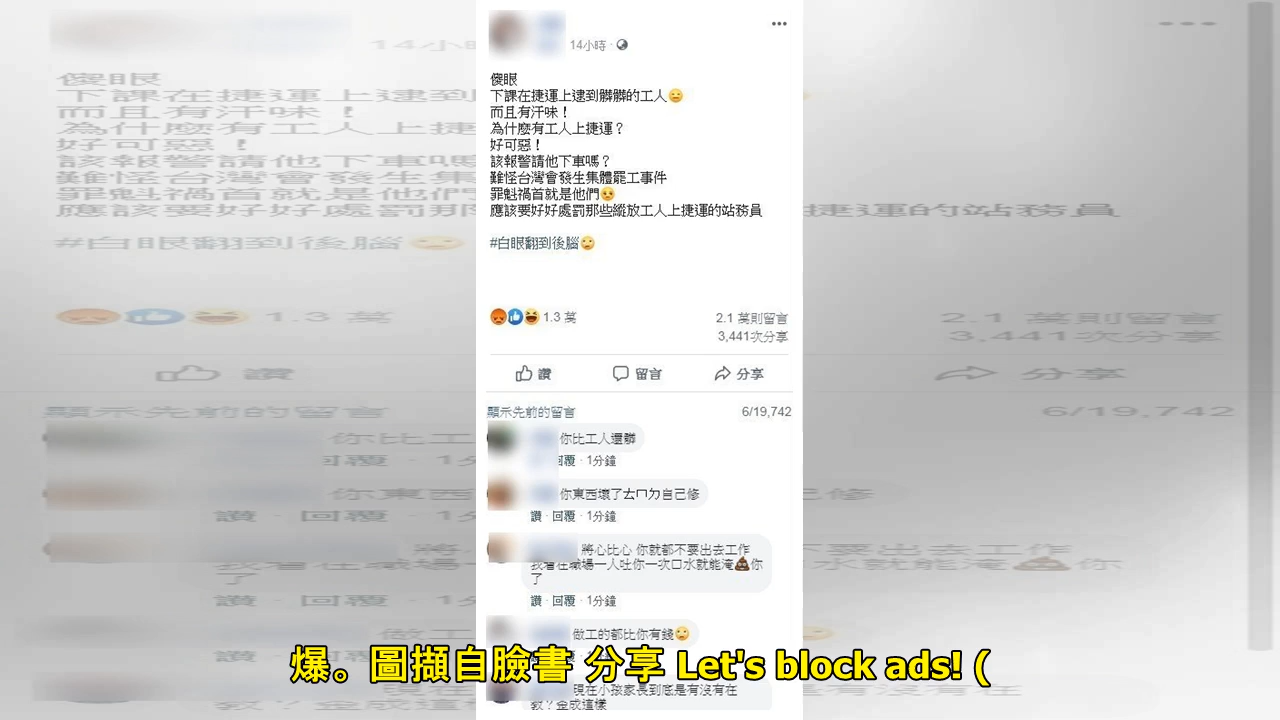 14小時
傻眼
下課在捷運上逮到髒髒的工人😑
而且有汗味！
為什麼有工人上捷運？
好可惡！
該報警請他下車嗎？
難怪台灣會發生集體罷工事件
罪魁禍首就是他們😥
應該要好好處罰那些縱放工人上捷運的站務員
#白眼翻到後腦🙄
1.3 萬
2.1 萬則留言
3,441次分享
讚 留言 分享
顯示先前的留言 6/19,742
你比工人還髒
回覆 · 1分鐘
你東西壞了ㄊㄇㄉ自己修
讚 · 回覆 · 1分鐘
將心比心 你就都不要出去工作
我看在職場一人吐你一次口水就能淹💩你
了
讚 · 回覆 · 1分鐘
做工的都比你有錢🙄
現在小孩家長到底是有沒有在
教？金成這樣
爆。圖擷自臉書 分享 Let's block ads! (